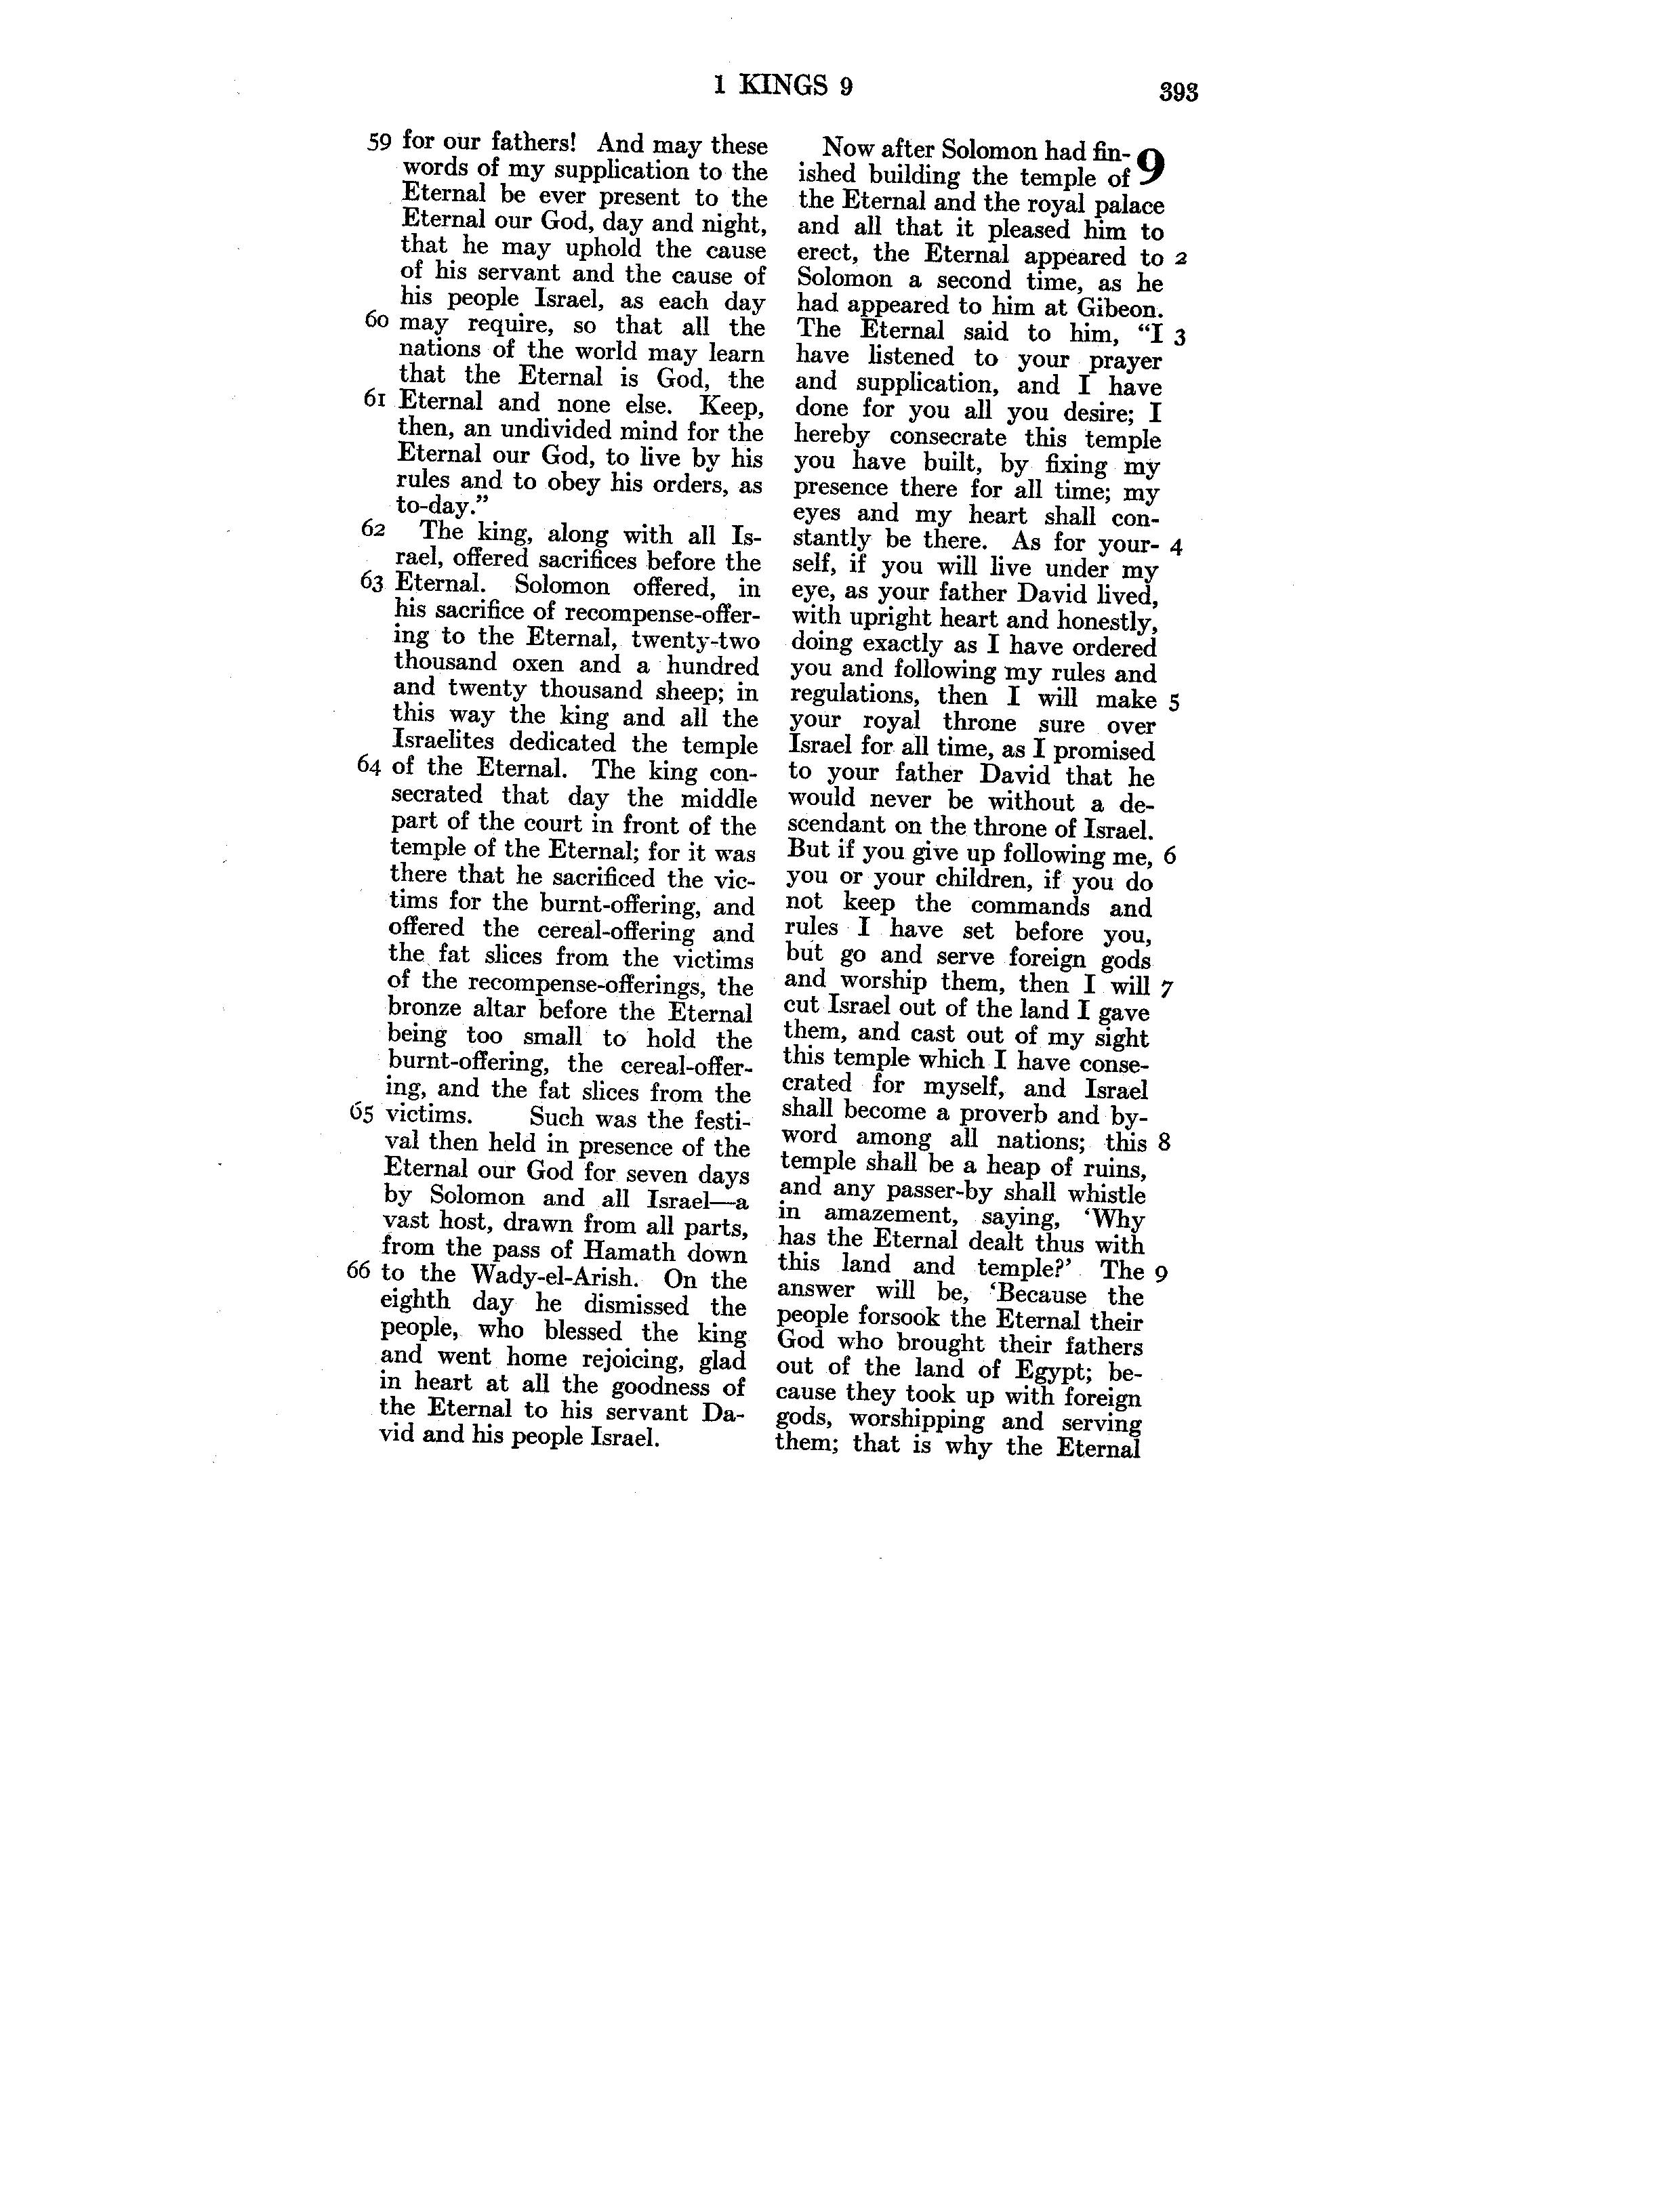 1 KINGS 9
393
59 for our fathers! And may these
words of my supplication to the
Eternal be ever present to the
Eternal our God, day and night,
that he may uphold the cause
of his servant and the cause of
his people Israel, as each day
60 may require, so that all the
nations of the world may learn
that the Eternal is God, the
61 Eternal and none else. Keep,
then, an undivided mind for the
Eternal our God, to live by his
rules and to obey his orders, as
to-day.”
62 The king, along with all Is-
rael, offered sacrifices before the
63 Eternal. Solomon offered, in
his sacrifice of recompense-offer-
ing to the Eternal, twenty-two
thousand oxen and a hundred
and twenty thousand sheep; in
this way the king and all the
Israelites dedicated the temple
64 of the Eternal. The king con-
secrated that day the middle
part of the court in front of the
temple of the Eternal; for it was
there that he sacrificed the vic-
tims for the burnt-offering, and
offered the cereal-offering and
the fat slices from the victims
of the recompense-offerings, the
bronze altar before the Eternal
being too small to hold the
burnt-offering, the cereal-offer-
ing, and the fat slices from the
65 victims. Such was the festi-
val then held in presence of the
Eternal our God for seven days
by Solomon and all Israel—a
vast host, drawn from all parts,
from the pass of Hamath down
66 to the Wady-el-Arish. On the
eighth day he dismissed the
people, who blessed the king
and went home rejoicing, glad
in heart at all the goodness of
the Eternal to his servant Da-
vid and his people Israel.
Now after Solomon had fin- 9
ished building the temple of
the Eternal and the royal palace
and all that it pleased him to
erect, the Eternal appeared to 2
Solomon a second time, as he
had appeared to him at Gibeon.
The Eternal said to him, “I 3
have listened to your prayer
and supplication, and I have
done for you all you desire; I
hereby consecrate this temple
you have built, by fixing my
presence there for all time; my
eyes and my heart shall con-
stantly be there. As for your- 4
self, if you will live under my
eye, as your father David lived,
with upright heart and honestly,
doing exactly as I have ordered
you and following my rules and
regulations, then I will make 5
your royal throne sure over
Israel for all time, as I promised
to your father David that he
would never be without a de-
scendant on the throne of Israel.
But if you give up following me, 6
you or your children, if you do
not keep the commands and
rules I have set before you,
but go and serve foreign gods
and worship them, then I will 7
cut Israel out of the land I gave
them, and cast out of my sight
this temple which I have conse-
crated for myself, and Israel
shall become a proverb and by-
word among all nations; this 8
temple shall be a heap of ruins,
and any passer-by shall whistle
in amazement, saying, ‘Why
has the Eternal dealt thus with
this land and temple?’ The 9
answer will be, ‘Because the
people forsook the Eternal their
God who brought their fathers
out of the land of Egypt; be-
cause they took up with foreign
gods, worshipping and serving
them; that is why the Eternal